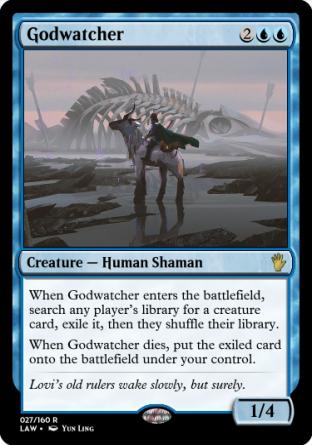 Godwatcher 2
Creature — Human Shaman
When Godwatcher enters the battlefield,
search any player's library for a creature
card, exile it, then they shuffle their library.
When Godwatcher dies, put the exiled card
onto the battlefield under your control.
Lovi's old rulers wake slowly, but surely.
1/4
027/160 R
LAW • YUN LING